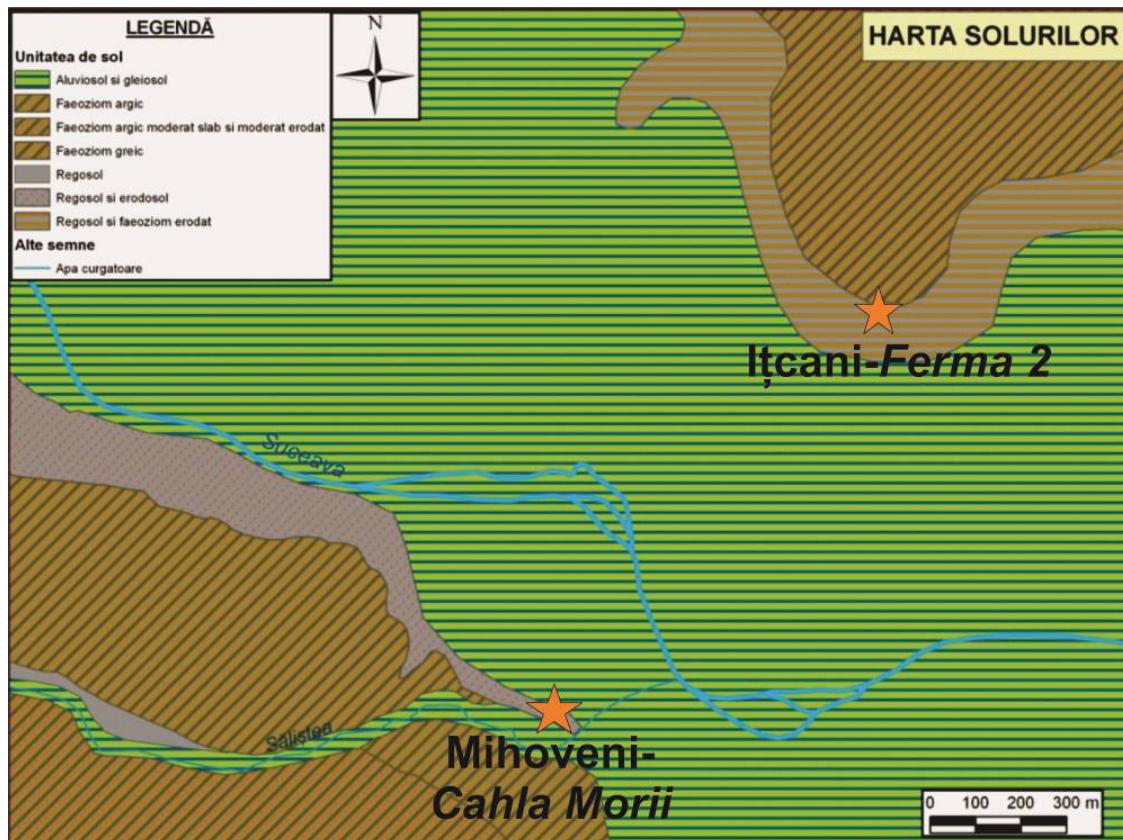 LEGENDĂ
Unitatea de sol
Aluviosol si gleiosol
Faeoziom argic
Faeoziom argic moderat slab si moderat erodat
Faeoziom greic
Regosol
Regosol si erodosol
Regosol si faeoziom erodat
Alte semne
Apa curgatoare
N
HARTA SOLURILOR
Ițcani-Ferma 2
Suceava
Saliștea
Mihoveni-
Cahla Morii
0 100 200 300 m